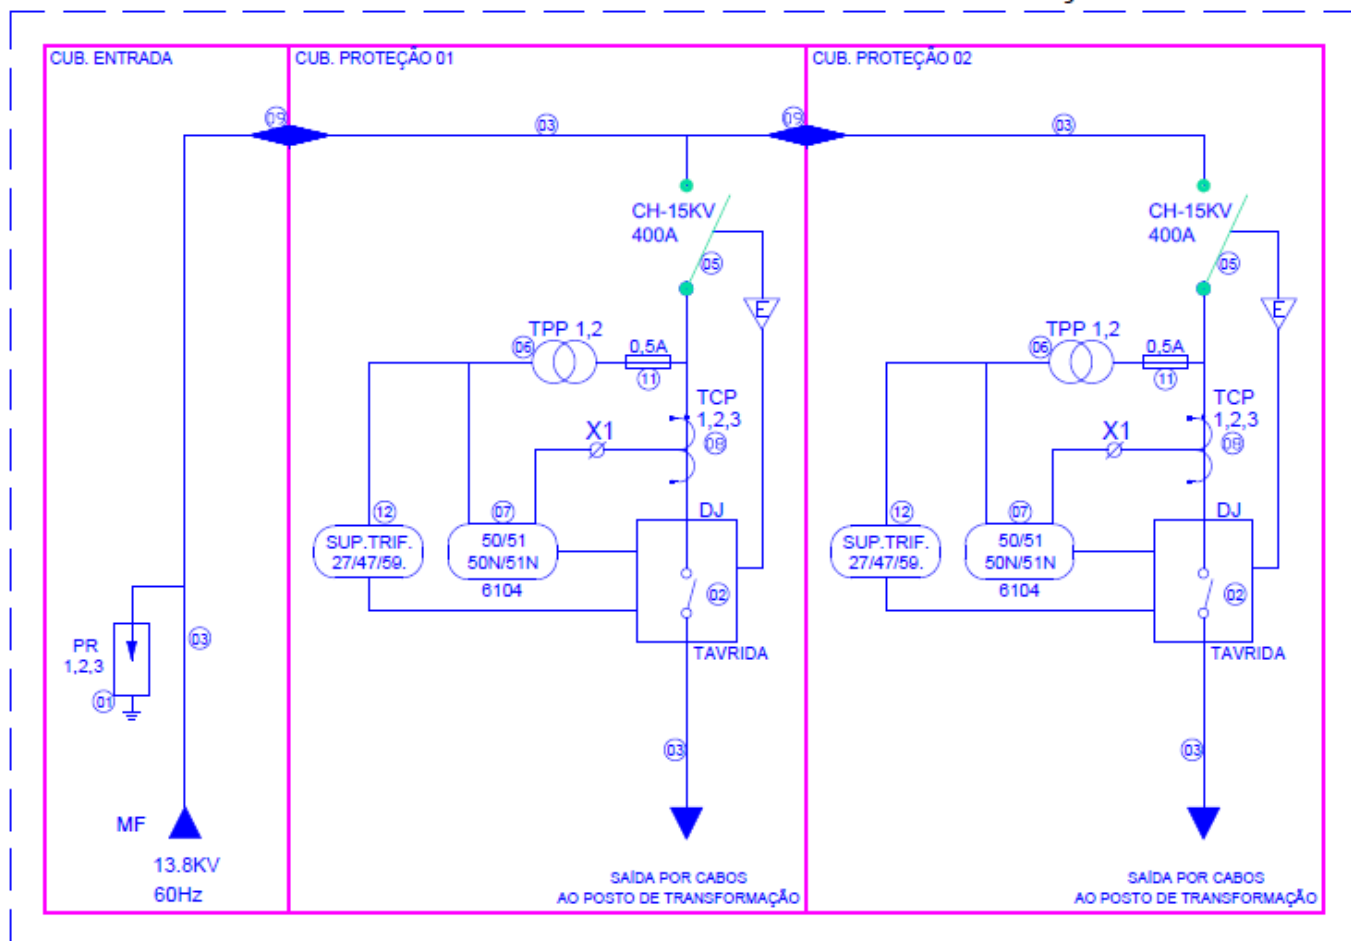 CUB. ENTRADA
CUB. PROTEÇÃO 01
CUB. PROTEÇÃO 02
09
03
09
03
CH-15KV
400A
05
E
TPP 1,2
06
0,5A
11
TCP
1,2,3
08
X1
12
SUP.TRIF.
27/47/59.
07
50/51
50N/51N
6104
DJ
02
TAVRIDA
03
SAÍDA POR CABOS
AO POSTO DE TRANSFORMAÇÃO
CH-15KV
400A
05
E
TPP 1,2
06
0,5A
11
TCP
1,2,3
08
X1
12
SUP.TRIF.
27/47/59.
07
50/51
50N/51N
6104
DJ
02
TAVRIDA
03
SAÍDA POR CABOS
AO POSTO DE TRANSFORMAÇÃO
PR
1,2,3
01
03
MF
13.8KV
60Hz